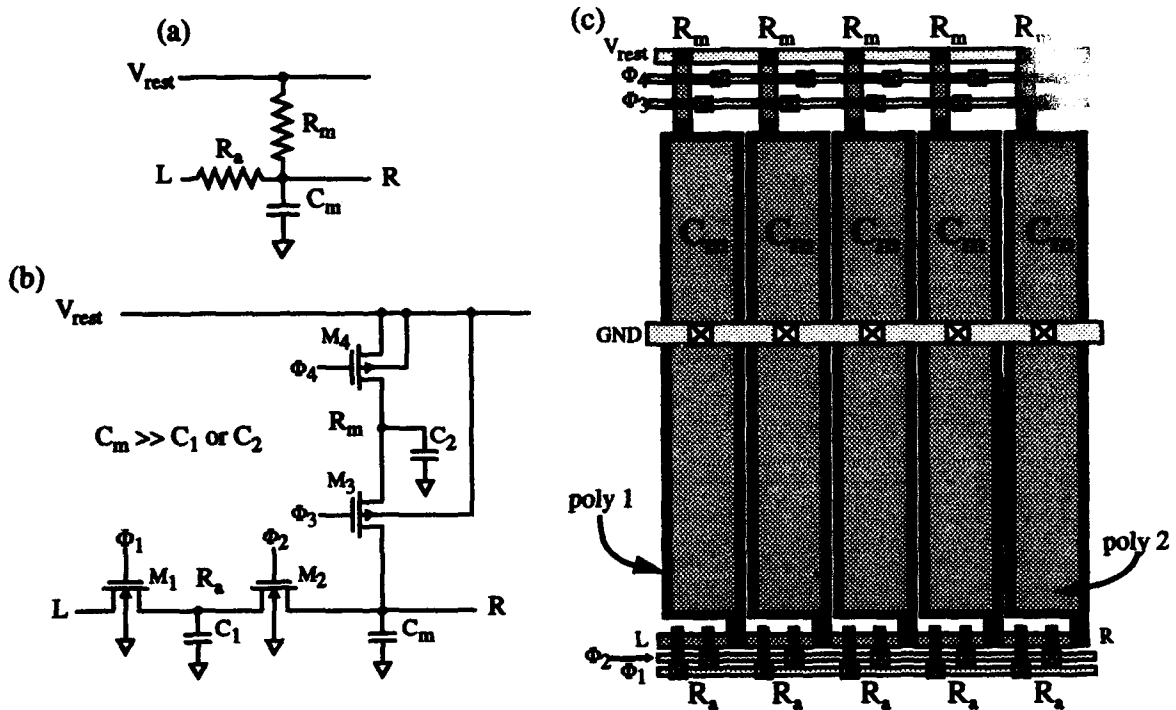 (a)
V_rest
R_m
R_a
L
R
C_m
(b)
V_rest
M_4
Φ_4
R_m
C_2
C_m >> C_1 or C_2
M_3
Φ_3
Φ_1
Φ_2
M_1
R_a
M_2
L
R
C_1
C_m
(c)
R_m R_m R_m R_m
V_rest
Φ_4
Φ_3
C_m C_m C_m C_m C_m
GND
poly 1
poly 2
L
R
Φ_2
Φ_1
R_a R_a R_a R_a R_a